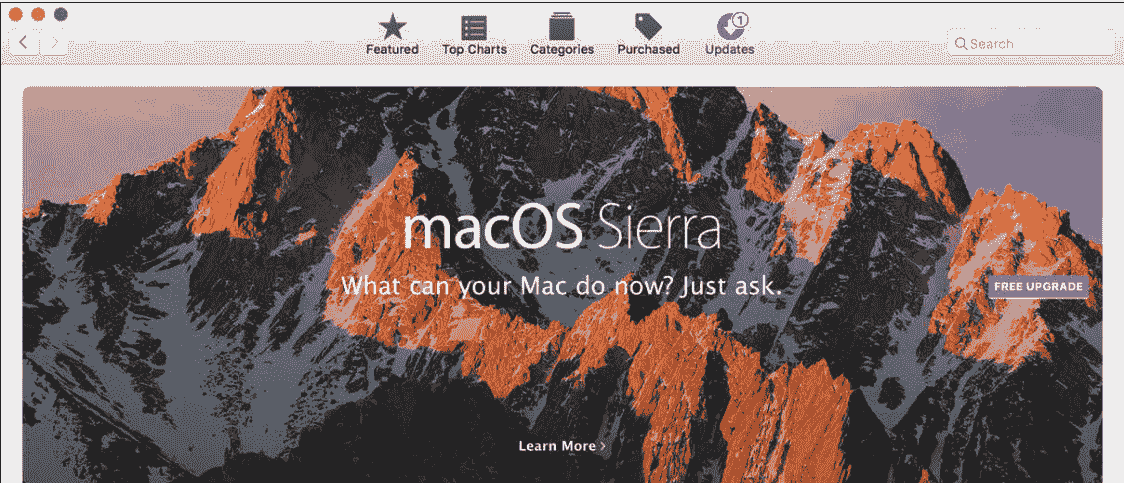 1
Featured Top Charts Categories Purchased Updates
Search
macOS Sierra
What can your Mac do now? Just ask.
FREE UPGRADE
Learn More >